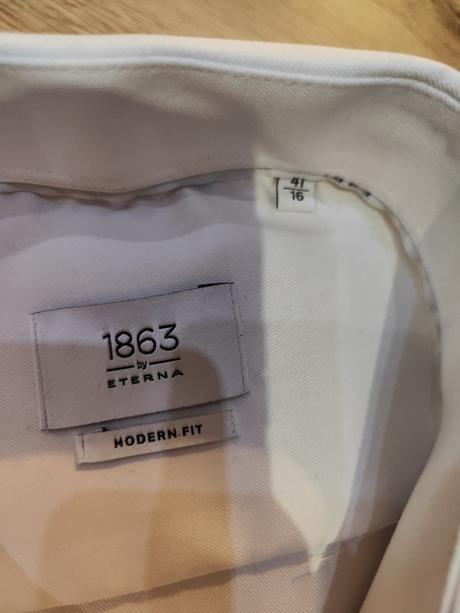 41
16
1863
by
ETERNA
MODERN FIT